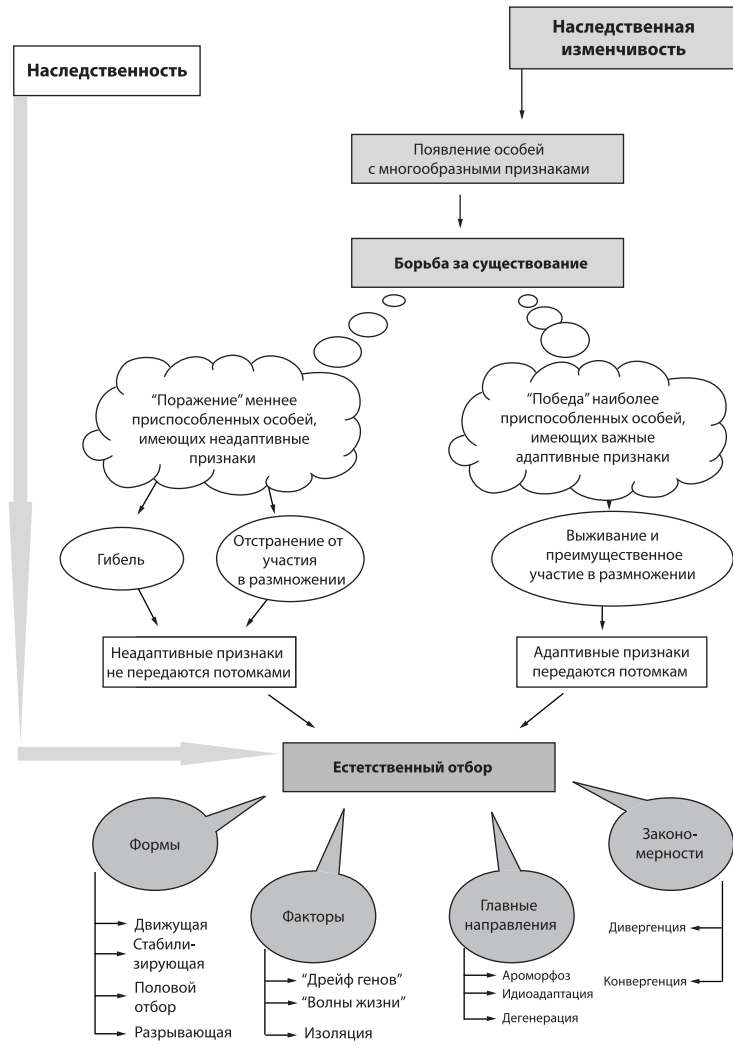 Наследственная
изменчивость
Наследственность
Появление особей
с многообразными признаками
Борьба за существование
"Поражение" меннее
приспособленных особей,
имеющих неадаптивные
признаки
"Победа" наиболее
приспособленных особей,
имеющих важные
адаптивные признаки
Гибель
Отстранение от
участия
в размножении
Выживание и
преимущественное
участие в размножении
Неадаптивные признаки
не передаются потомками
Адаптивные признаки
передаются потомкам
Естетственный отбор
Формы
Движущая
Стабили-
зирующая
Половой
отбор
Разрывающая
Факторы
"Дрейф генов"
"Волны жизни"
Изоляция
Главные
направления
Ароморфоз
Идиоадаптация
Дегенерация
Законо-
мерности
Дивергенция
Конвергенция